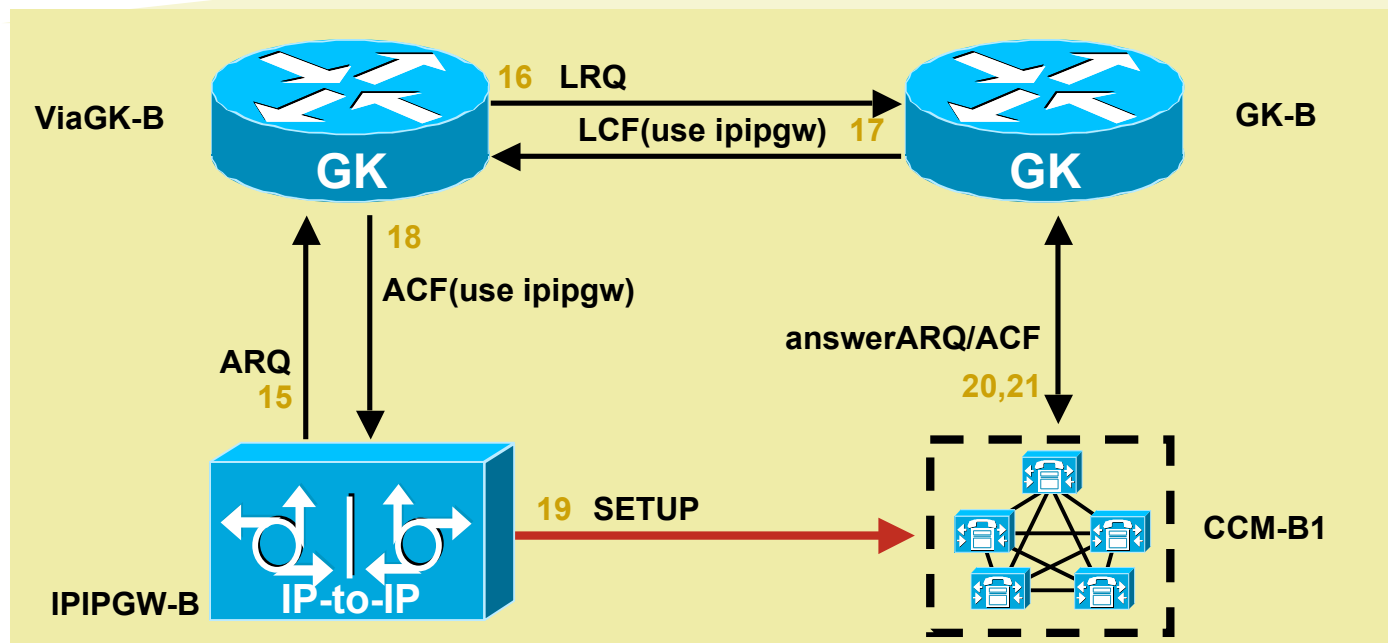 16 LRQ
ViaGK-B
LCF(use ipipgw) 17
GK-B
GK
GK
18
ACF(use ipipgw)
ARQ
15
answerARQ/ACF
20,21
19 SETUP
CCM-B1
IPIPGW-B
IP-to-IP